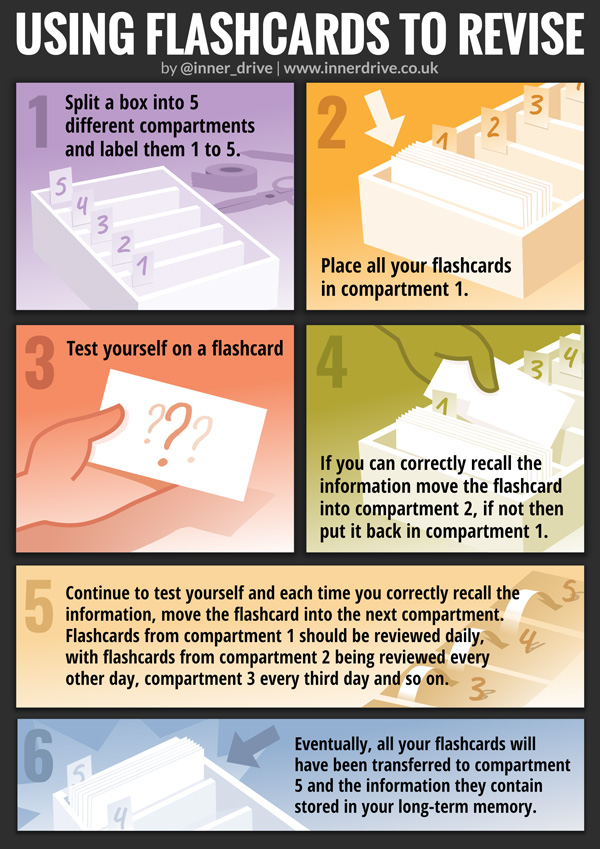 USING FLASHCARDS TO REVISE
by @inner_drive | www.innerdrive.co.uk
1
Split a box into 5
different compartments
and label them 1 to 5.
5
4
3
2
1
2
1
2
3
Place all your flashcards
in compartment 1.
3
Test yourself on a flashcard
? ? ?
4
1
3
4
If you can correctly recall the
information move the flashcard
into compartment 2, if not then
put it back in compartment 1.
5
Continue to test yourself and each time you correctly recall the
information, move the flashcard into the next compartment.
Flashcards from compartment 1 should be reviewed daily,
with flashcards from compartment 2 being reviewed every
other day, compartment 3 every third day and so on.
5
4
3
6
5
4
Eventually, all your flashcards will
have been transferred to compartment
5 and the information they contain
stored in your long-term memory.